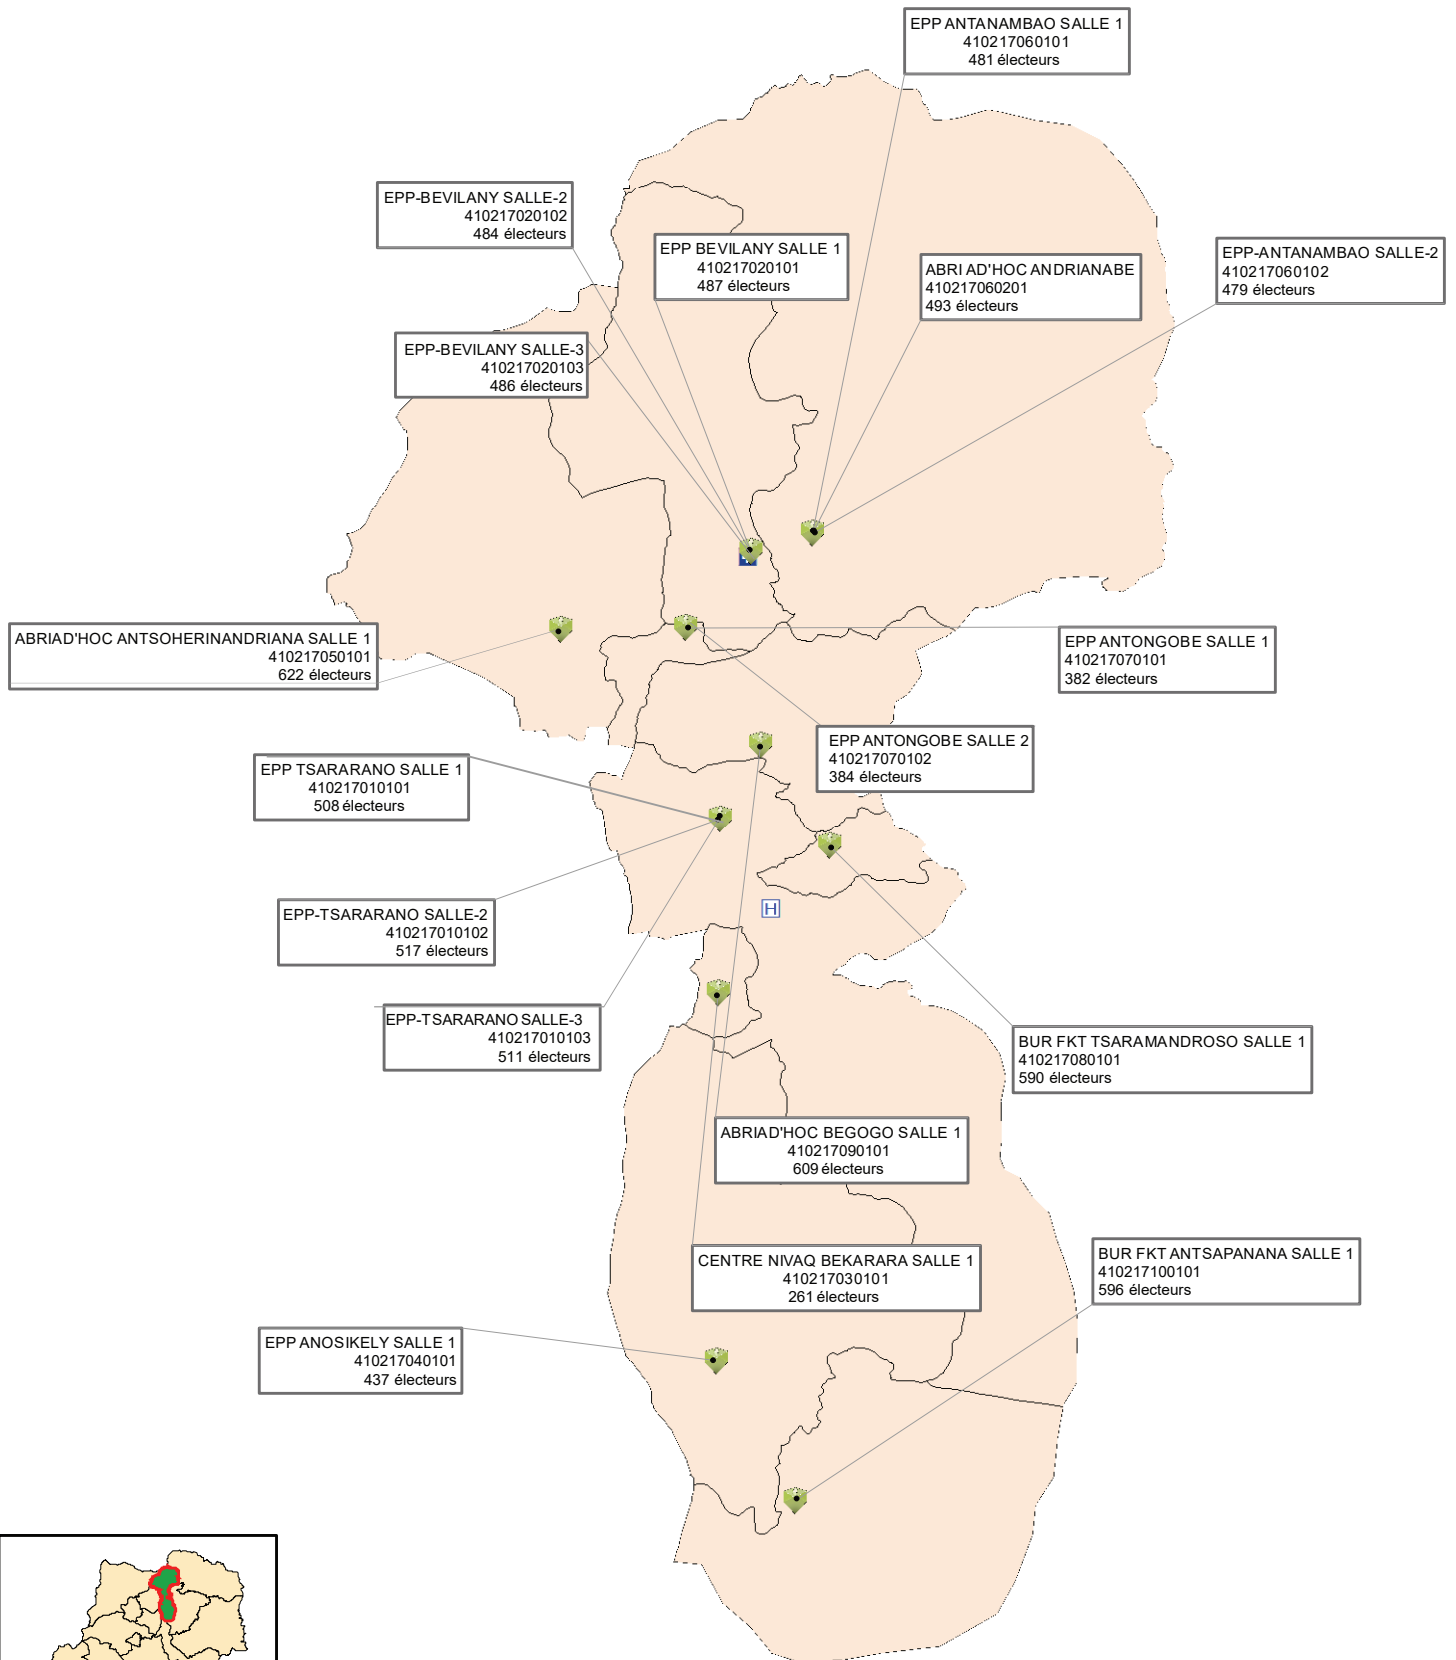 EPP ANTANAMBAO SALLE 1
410217060101
481 électeurs
EPP-BEVILANY SALLE-2
410217020102
484 électeurs
EPP BEVILANY SALLE 1
410217020101
487 électeurs
ABRI AD'HOC ANDRIANABE
410217060201
493 électeurs
EPP-ANTANAMBAO SALLE-2
410217060102
479 électeurs
EPP-BEVILANY SALLE-3
410217020103
486 électeurs
ABRIAD'HOC ANTSOHERINANDRIANA SALLE 1
410217050101
622 électeurs
EPP ANTONGOBE SALLE 1
410217070101
382 électeurs
EPP ANTONGOBE SALLE 2
410217070102
384 électeurs
EPP TSARARANO SALLE 1
410217010101
508 électeurs
EPP-TSARARANO SALLE-2
410217010102
517 électeurs
H
EPP-TSARARANO SALLE-3
410217010103
511 électeurs
BUR FKT TSARAMANDROSO SALLE 1
410217080101
590 électeurs
ABRIAD'HOC BEGOGO SALLE 1
410217090101
609 électeurs
CENTRE NIVAQ BEKARARA SALLE 1
410217030101
261 électeurs
BUR FKT ANTSAPANANA SALLE 1
410217100101
596 électeurs
EPP ANOSIKELY SALLE 1
410217040101
437 électeurs